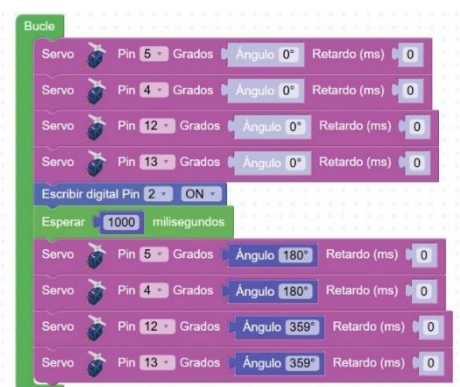 Bucle
Servo Pin 5 Grados Ángulo 0° Retardo (ms) 0
Servo Pin 4 Grados Ángulo 0° Retardo (ms) 0
Servo Pin 12 Grados Ángulo 0° Retardo (ms) 0
Servo Pin 13 Grados Ángulo 0° Retardo (ms) 0
Escribir digital Pin 2 ON
Esperar 1000 milisegundos
Servo Pin 5 Grados Ángulo 180° Retardo (ms) 0
Servo Pin 4 Grados Ángulo 180° Retardo (ms) 0
Servo Pin 12 Grados Ángulo 359° Retardo (ms) 0
Servo Pin 13 Grados Ángulo 359° Retardo (ms) 0